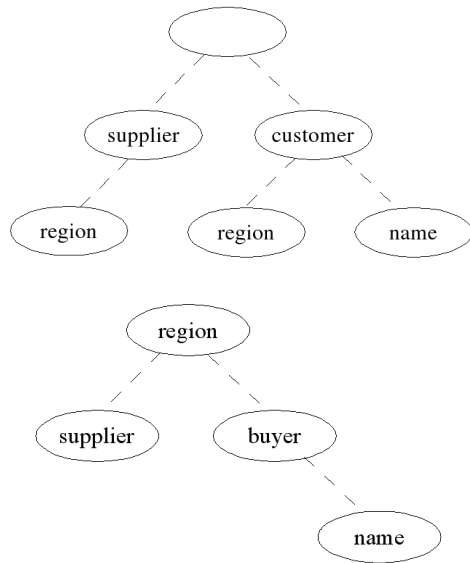 supplier
customer
region
region
name
region
supplier
buyer
name